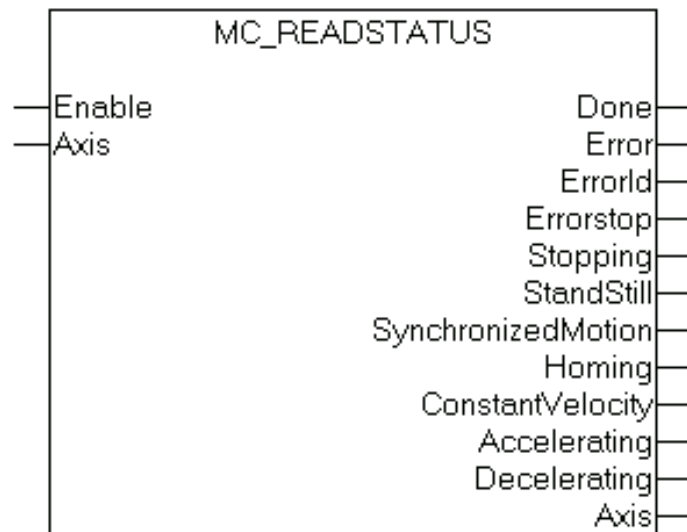 MC_READSTATUS
Enable Done
Axis Error
ErrorId
Errorstop
Stopping
StandStill
SynchronizedMotion
Homing
ConstantVelocity
Accelerating
Decelerating
Axis